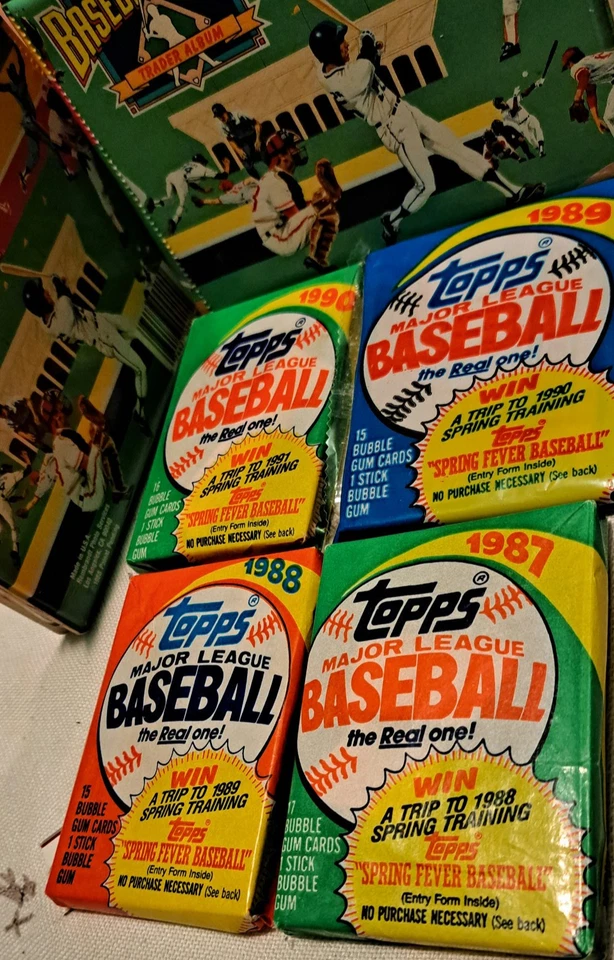 BASEB
TRADER ALBUM
1990
Topps®
MAJOR LEAGUE
BASEBALL
the Real one!
WIN
A TRIP TO 1991
SPRING TRAINING
Topps
"SPRING FEVER BASEBALL"
(Entry Form Inside)
NO PURCHASE NECESSARY (See back)
16
BUBBLE
GUM CARDS
1 STICK
BUBBLE
GUM
1989
Topps®
MAJOR LEAGUE
BASEBALL
the Real one!
WIN
A TRIP TO 1990
SPRING TRAINING
Topps
"SPRING FEVER BASEBALL"
(Entry Form Inside)
NO PURCHASE NECESSARY (See back)
15
BUBBLE
GUM CARDS
1 STICK
BUBBLE
GUM
1988
Topps®
MAJOR LEAGUE
BASEBALL
the Real one!
WIN
A TRIP TO 1989
SPRING TRAINING
Topps
"SPRING FEVER BASEBALL"
(Entry Form Inside)
NO PURCHASE NECESSARY (See back)
15
BUBBLE
GUM CARDS
1 STICK
BUBBLE
GUM
1987
Topps®
MAJOR LEAGUE
BASEBALL
the Real one!
WIN
A TRIP TO 1988
SPRING TRAINING
Topps
"SPRING FEVER BASEBALL"
(Entry Form Inside)
NO PURCHASE NECESSARY (See back)
17
BUBBLE
GUM CARDS
1 STICK
BUBBLE
GUM